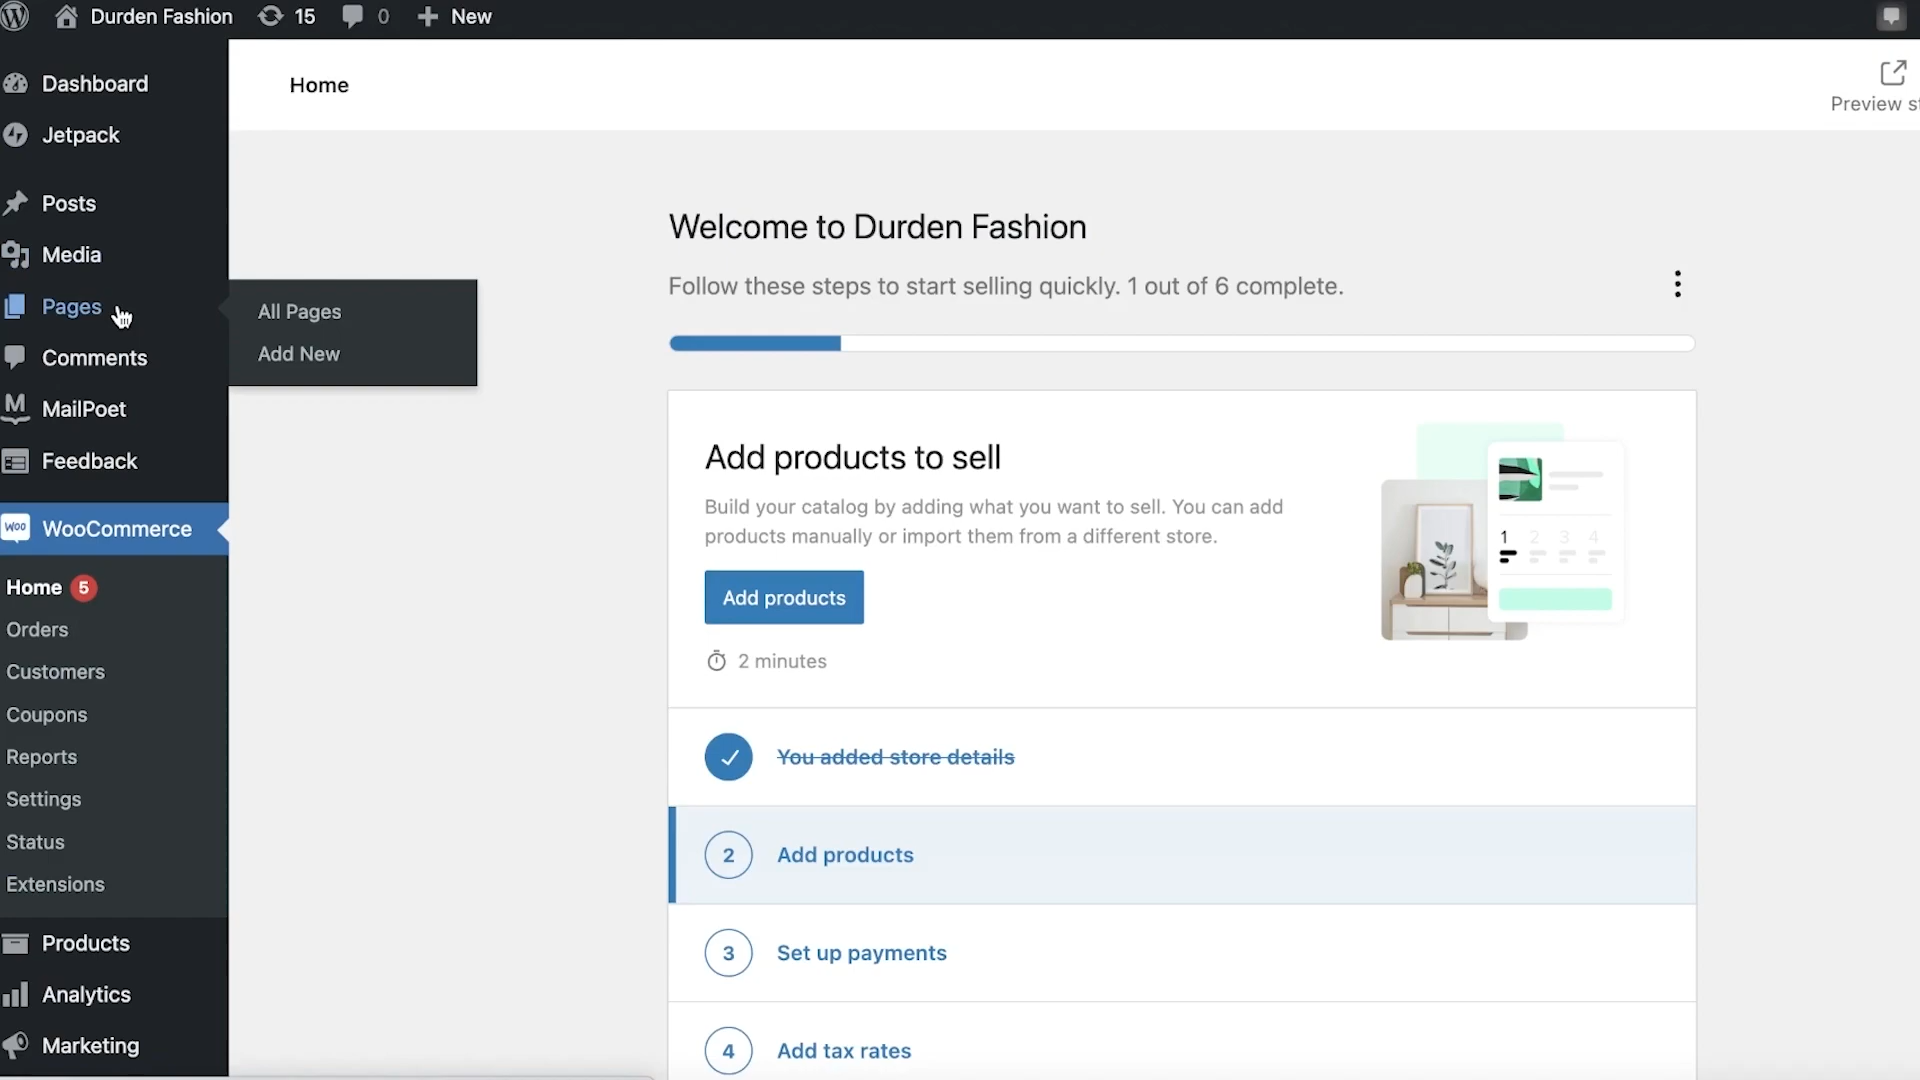 Durden Fashion 15 0 New
Dashboard
Jetpack
Posts
Media
Pages
Comments
MailPoet
Feedback
WooCommerce
Home 5
Orders
Customers
Coupons
Reports
Settings
Status
Extensions
Products
Analytics
Marketing
All Pages
Add New
Home
Preview st
Welcome to Durden Fashion
Follow these steps to start selling quickly. 1 out of 6 complete.
Add products to sell
Build your catalog by adding what you want to sell. You can add
products manually or import them from a different store.
Add products
2 minutes
1 2 3 4
You added store details
2 Add products
3 Set up payments
4 Add tax rates